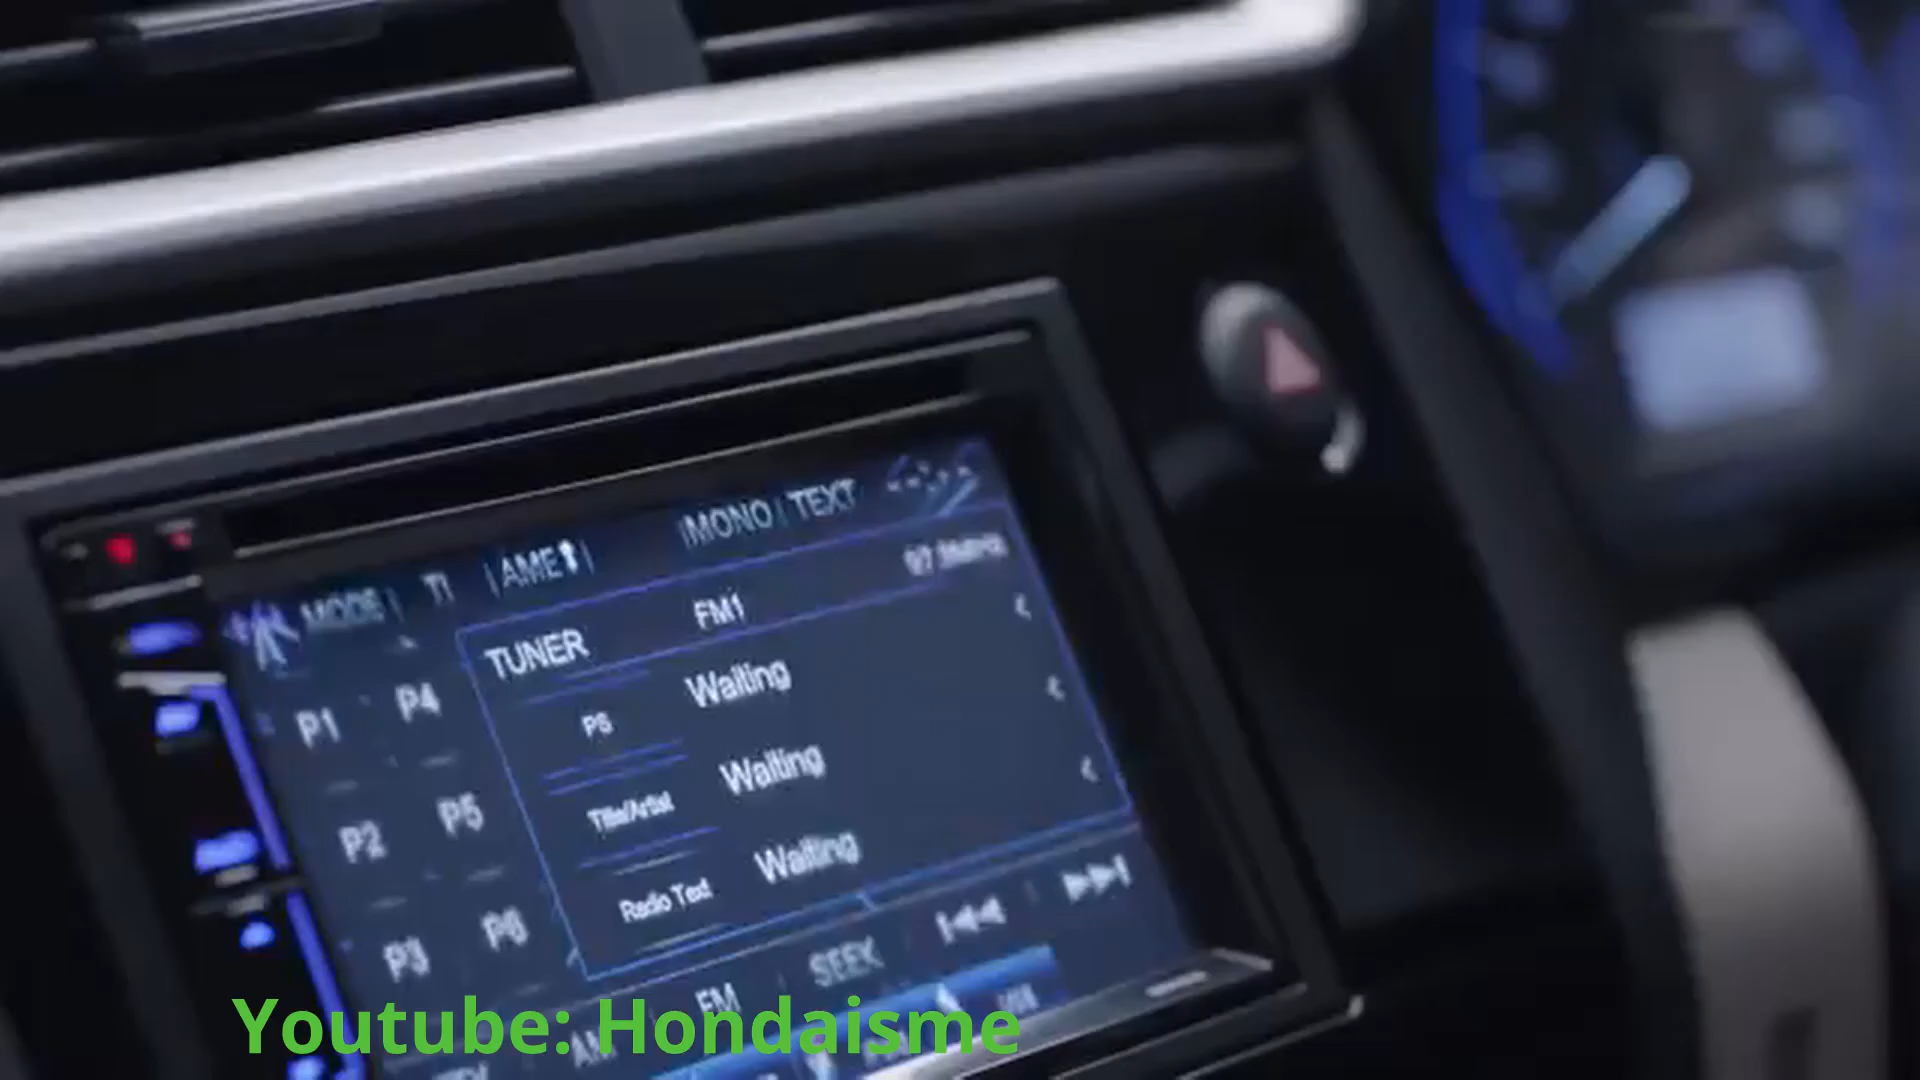 MODE TI AME MONO TEXT
TUNER FM1
P1 P4 PS Waiting
P2 P5 Title/Artist Waiting
P3 P6 Radio Text Waiting
SEEK
FM
AM
Youtube: Hondaisme